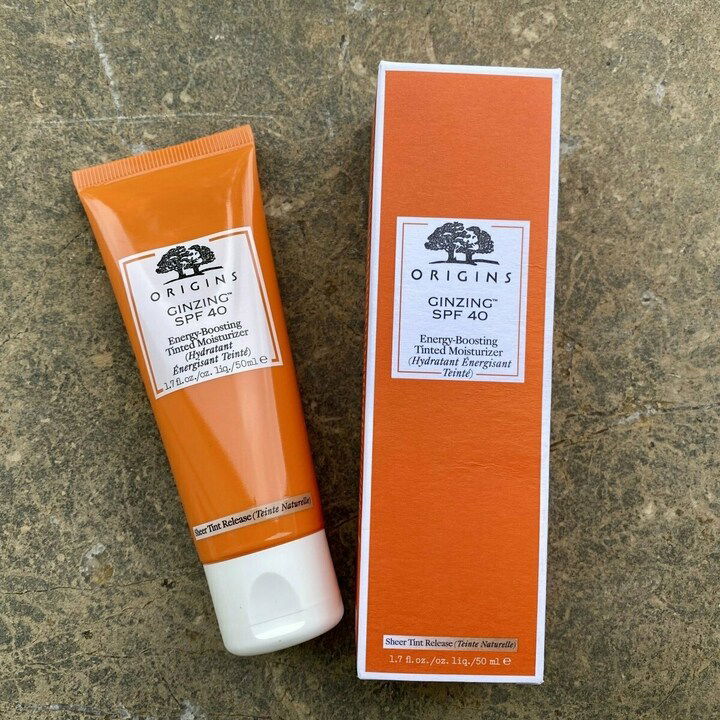 ORIGINS
GINZING™
SPF 40
Energy-Boosting
Tinted Moisturizer
(Hydratant
Énergisant Teinté)
1.7 fl.oz./oz. liq./50ml ℮
Sheer Tint Release (Teinte Naturelle)
ORIGINS
GINZING™
SPF 40
Energy-Boosting
Tinted Moisturizer
(Hydratant Énergisant
Teinté)
Sheer Tint Release (Teinte Naturelle)
1.7 fl.oz./oz. liq./50 ml ℮